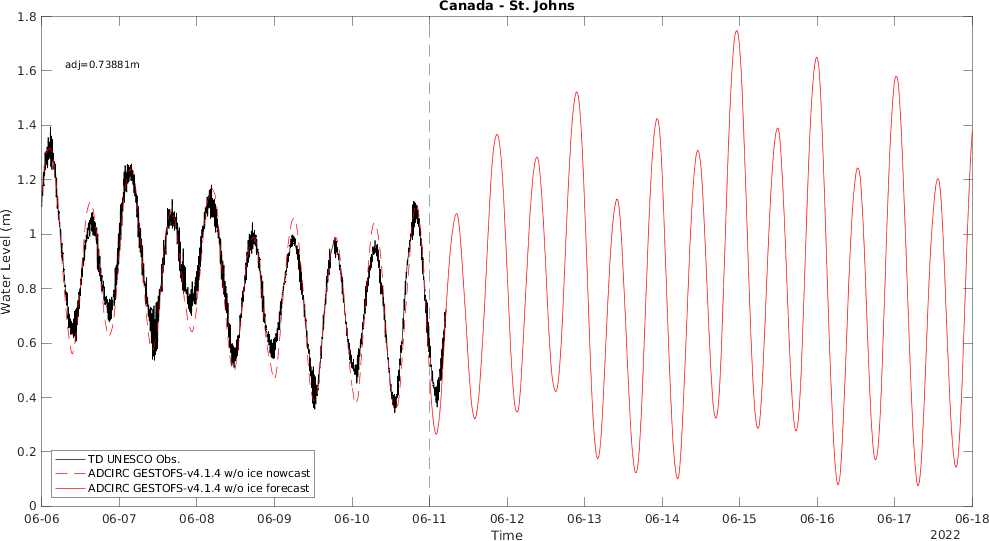 Canada - St. Johns
1.8
1.6
1.4
1.2
1
0.8
0.6
0.4
0.2
0
Water Level (m)
adj=0.73881m
TD UNESCO Obs.
ADCIRC GESTOFS-v4.1.4 w/o ice nowcast
ADCIRC GESTOFS-v4.1.4 w/o ice forecast
06-06 06-07 06-08 06-09 06-10 06-11 06-12 06-13 06-14 06-15 06-16 06-17 06-18
Time
2022